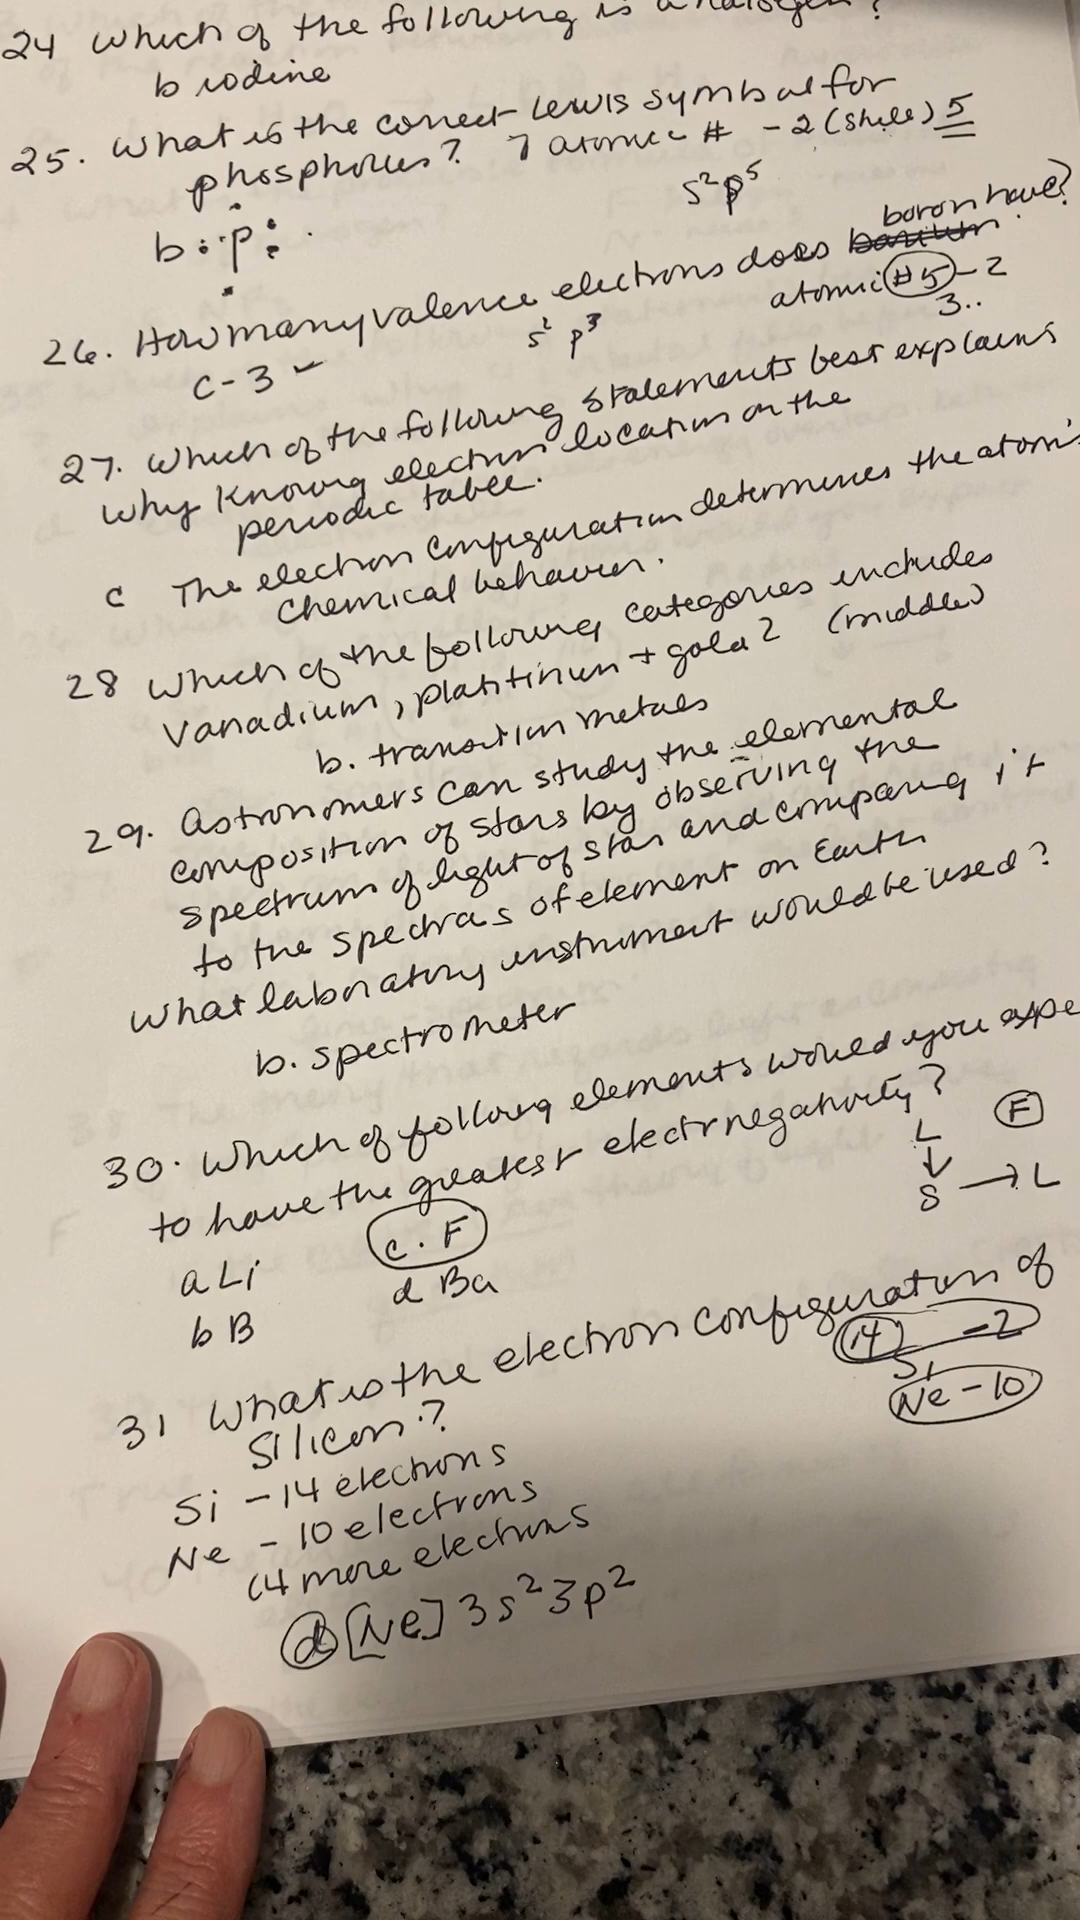 24 Which of the following is a halogen?
b iodine
25. What is the correct Lewis symbol for
phosphorus? 7 atomic # - 2 (shell) 5
s² p⁵
b :P:
26. How many valence electrons does boron have?
s² p³ atomic #5 - 2
c - 3 3..
27. Which of the following statements best explains
why knowing electron location on the
periodic table.
c The electron configuration determines the atom's
chemical behavior.
28 Which of the following categories includes
Vanadium, platitinum + gold? (middle)
b. transition metals
29. Astronomers can study the elemental
composition of stars by observing the
spectrum of light of star and comparing it
to the spectras of element on Earth
What laboratory instrument would be used?
b. spectrometer
30. Which of following elements would you expe
to have the greatest electrnegativity? F
L
S → L
a Li c. F
b B d Ba
31 What is the electron configuration of
Silicon? 14 - 2
Si
Ne - 10
Si - 14 electrons
Ne - 10 electrons
(4 more electrons
d [Ne] 3s² 3p²